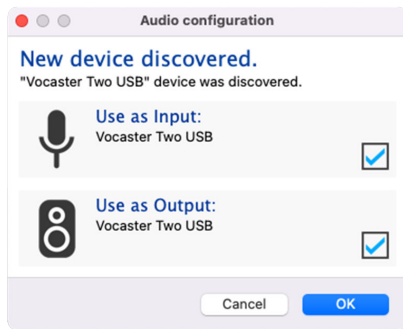 Audio configuration
New device discovered.
"Vocaster Two USB" device was discovered.
Use as Input:
Vocaster Two USB
Use as Output:
Vocaster Two USB
Cancel
OK